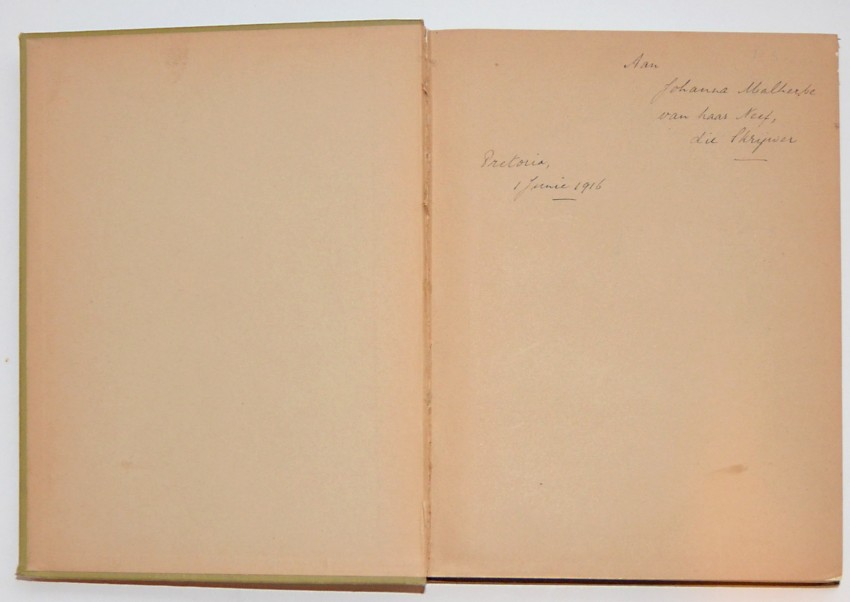 Aan
Johanna Malherbe
van haar Neef,
die Skrywer
Pretoria,
1 Junie 1916